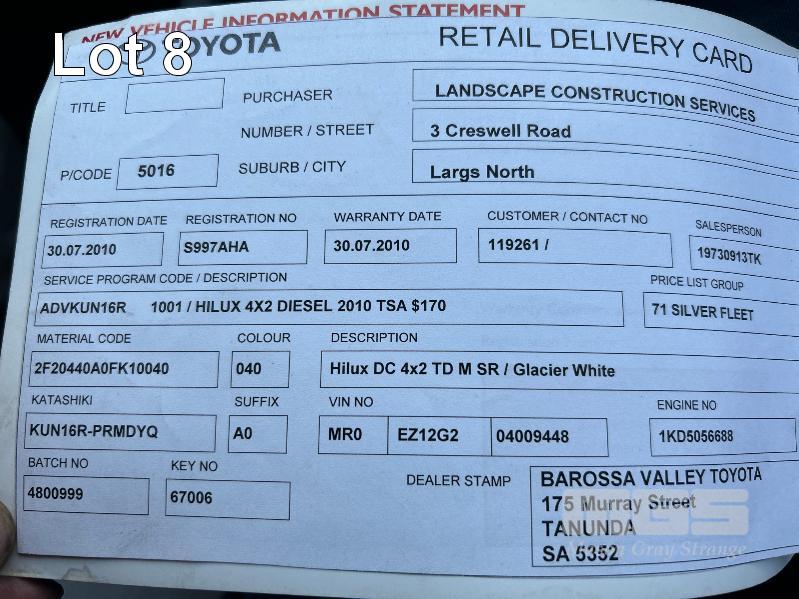 NEW VEHICLE INFORMATION STATEMENT
Lot 8
TOYOTA
RETAIL DELIVERY CARD
TITLE
PURCHASER
LANDSCAPE CONSTRUCTION SERVICES
NUMBER / STREET
3 Creswell Road
P/CODE
5016
SUBURB / CITY
Largs North
REGISTRATION DATE
REGISTRATION NO
WARRANTY DATE
CUSTOMER / CONTACT NO
SALESPERSON
30.07.2010
S997AHA
30.07.2010
119261 /
19730913TK
SERVICE PROGRAM CODE / DESCRIPTION
PRICE LIST GROUP
ADVKUN16R 1001 / HILUX 4X2 DIESEL 2010 TSA $170
71 SILVER FLEET
MATERIAL CODE
COLOUR
DESCRIPTION
2F20440A0FK10040
040
Hilux DC 4x2 TD M SR / Glacier White
KATASHIKI
SUFFIX
VIN NO
ENGINE NO
KUN16R-PRMDYQ
A0
MR0
EZ12G2
04009448
1KD5056688
BATCH NO
KEY NO
DEALER STAMP
4800999
67006
BAROSSA VALLEY TOYOTA
175 Murray Street
TANUNDA
SA 5352
Gray Strange